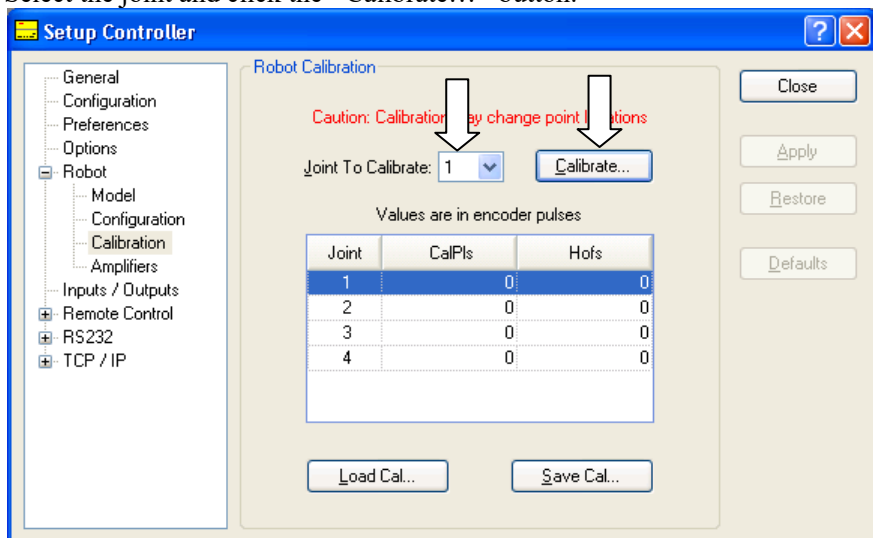 Select the joint and click the "Calibrate…" button.
Setup Controller
General
Configuration
Preferences
Options
Robot
Model
Configuration
Calibration
Amplifiers
Inputs / Outputs
Remote Control
RS232
TCP / IP
Robot Calibration
Caution: Calibration ay change point l ations
Joint To Calibrate: 1
Calibrate...
Values are in encoder pulses
Joint CalPls Hofs
1 0 0
2 0 0
3 0 0
4 0 0
Load Cal...
Save Cal...
Close
Apply
Restore
Defaults